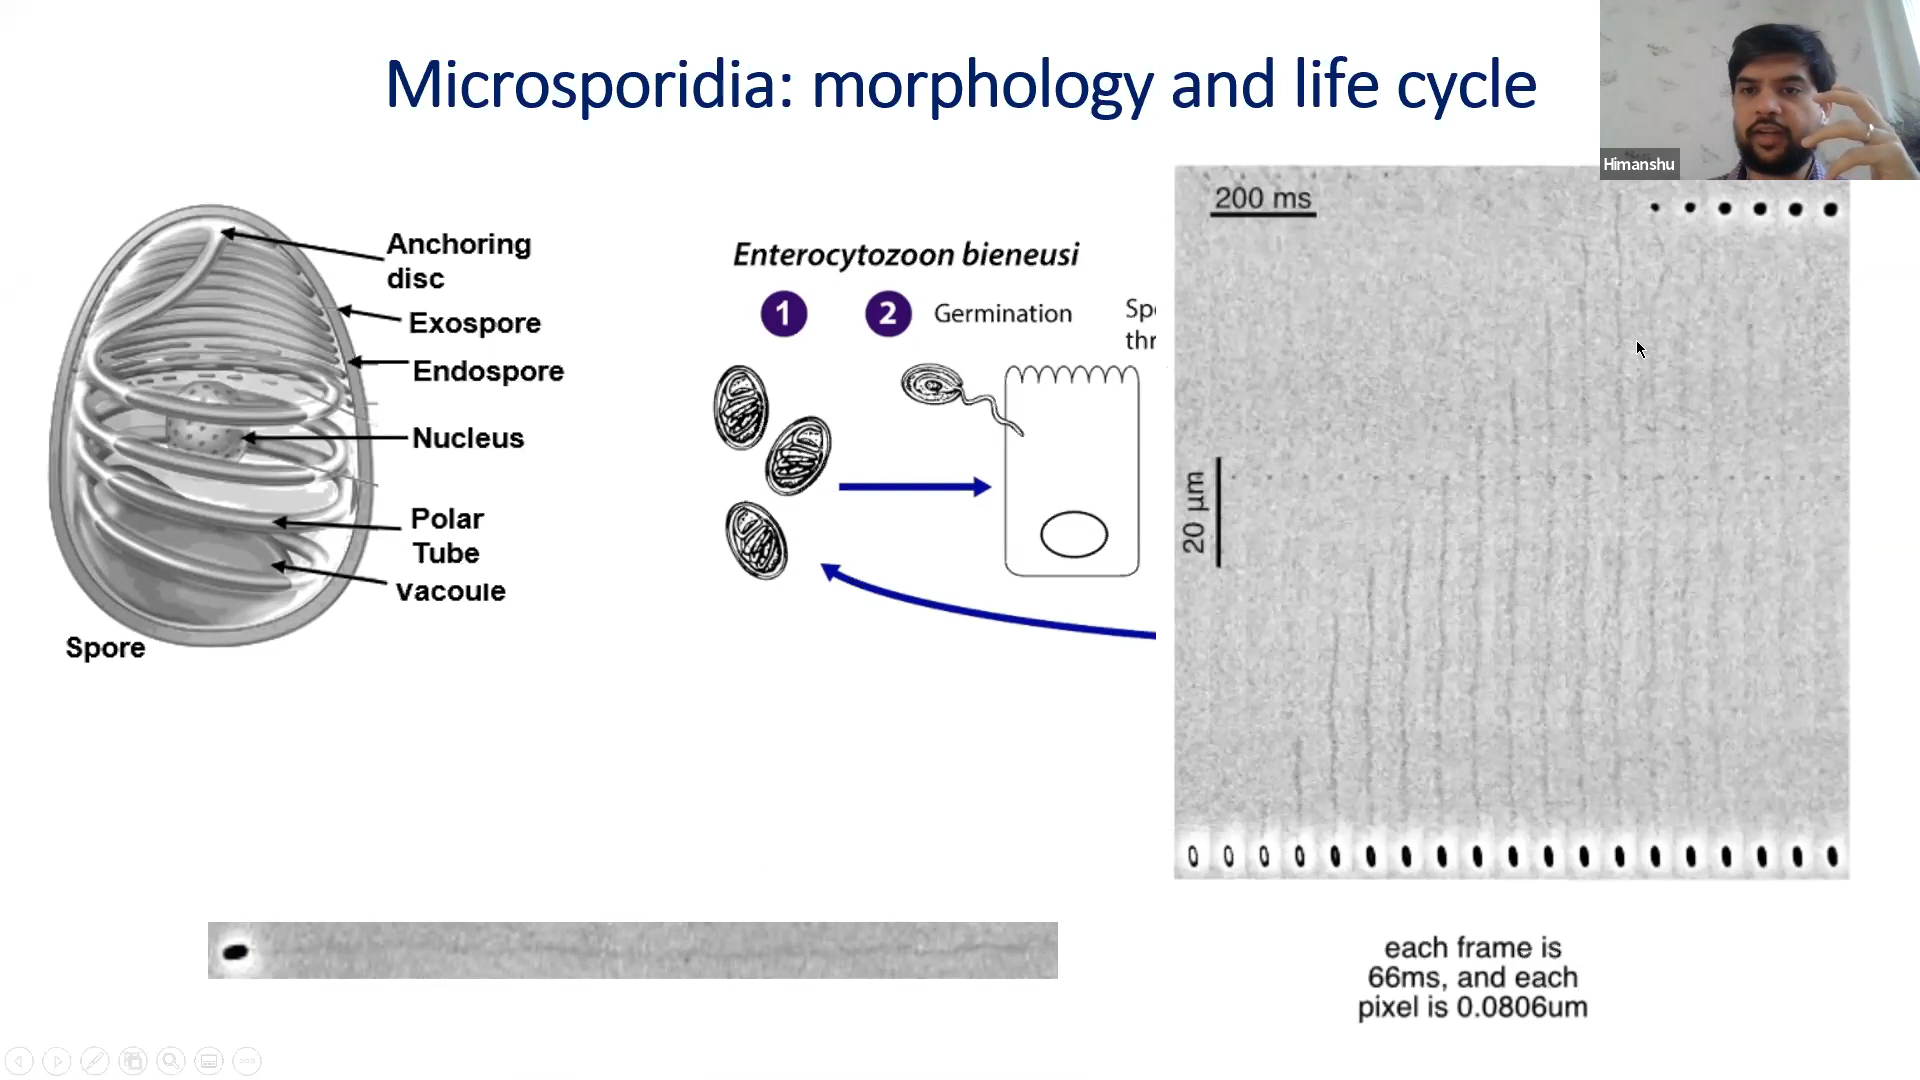 Microsporidia: morphology and life cycle
Himanshu
Anchoring
disc
Exospore
Endospore
Nucleus
Polar
Tube
Vacoule
Spore
Enterocytozoon bieneusi
1
2
Germination
Sp
thr
200 ms
20 µm
each frame is
66ms, and each
pixel is 0.0806um